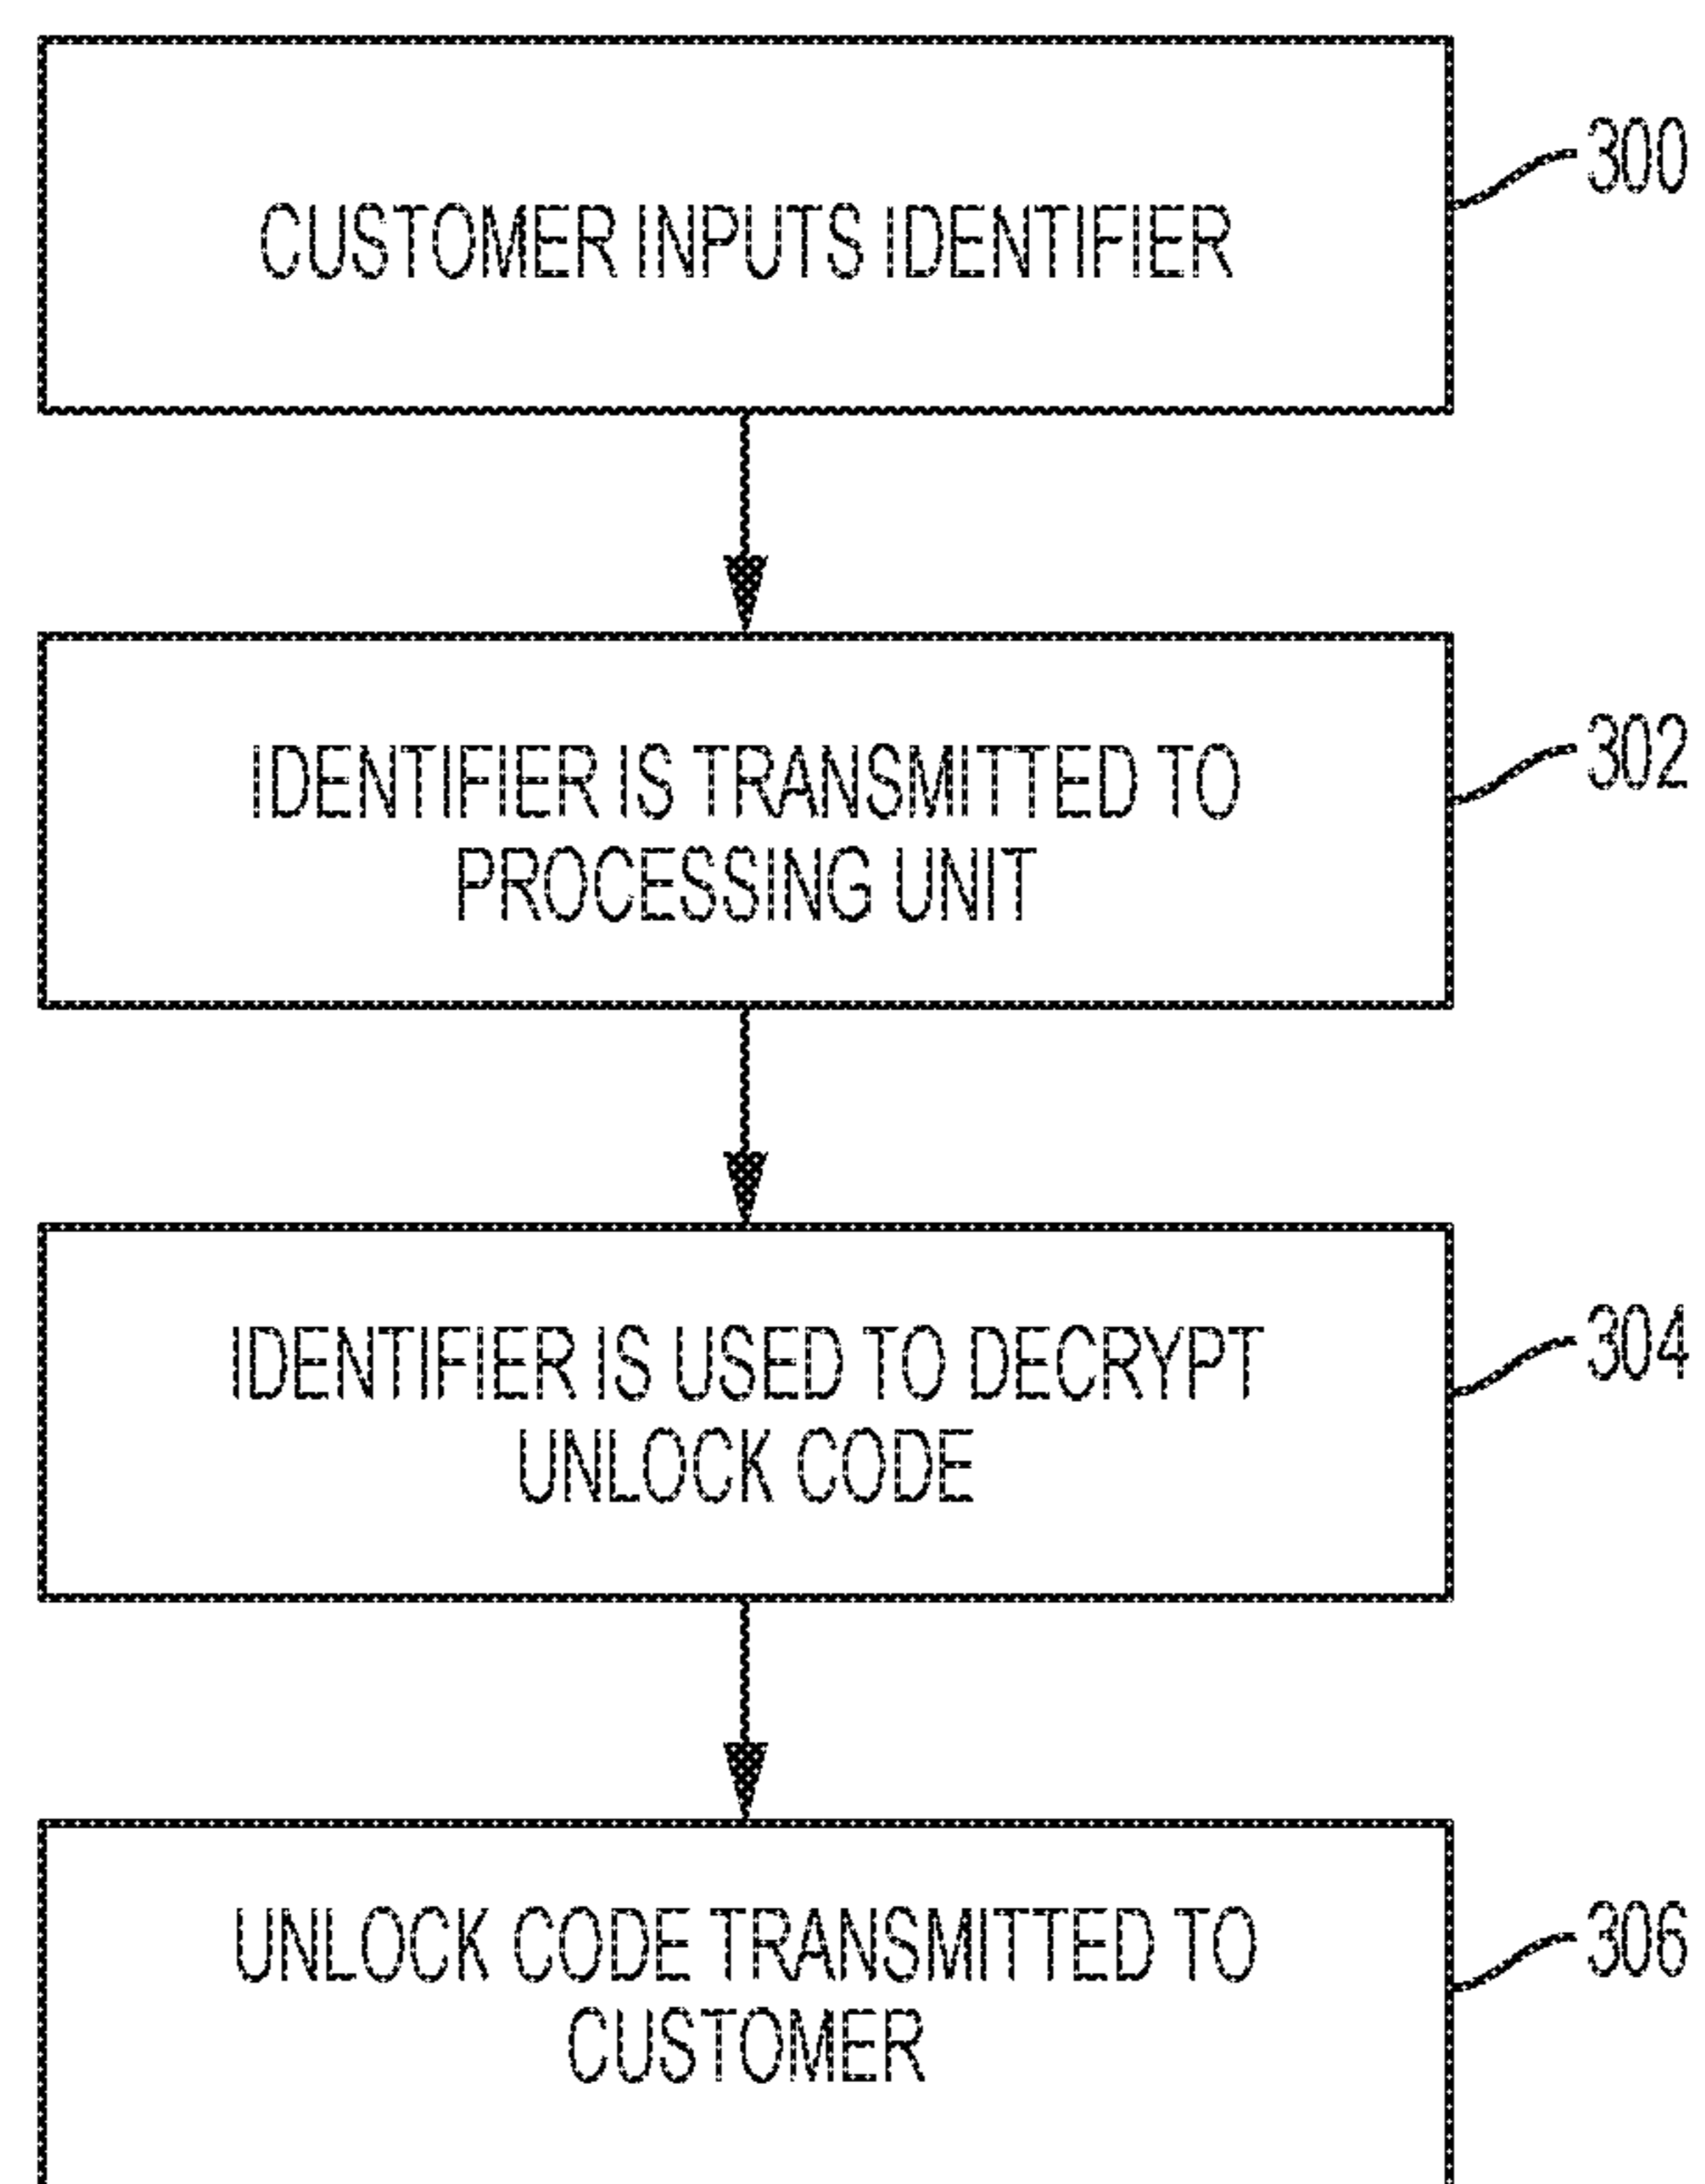 CUSTOMER INPUTS IDENTIFIER
300
IDENTIFIER IS TRANSMITTED TO
PROCESSING UNIT
302
IDENTIFIER IS USED TO DECRYPT
UNLOCK CODE
304
UNLOCK CODE TRANSMITTED TO
CUSTOMER
306